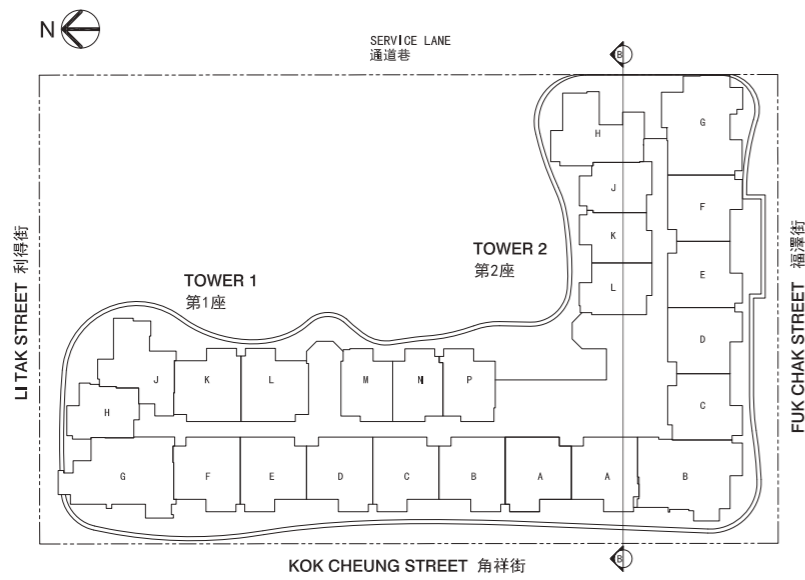 N
SERVICE LANE
通道巷
B
H
G
J
F
K
TOWER 2
第2座
E
L
TOWER 1
第1座
LI TAK STREET 利得街
FUK CHAK STREET 福澤街
D
J
K
L
M
N
P
C
H
G
F
E
D
C
B
A
A
B
B
KOK CHEUNG STREET 角祥街